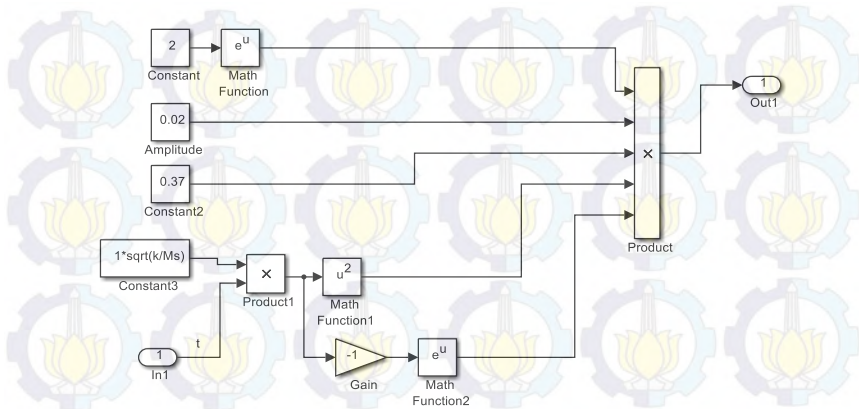 2
Constant
e^u
Math
Function
1
Out1
0.02
Amplitude
×
Product
0.37
Constant2
1*sqrt(k/Ms)
Constant3
×
Product1
u^2
Math
Function1
t
1
In1
-1
Gain
e^u
Math
Function2